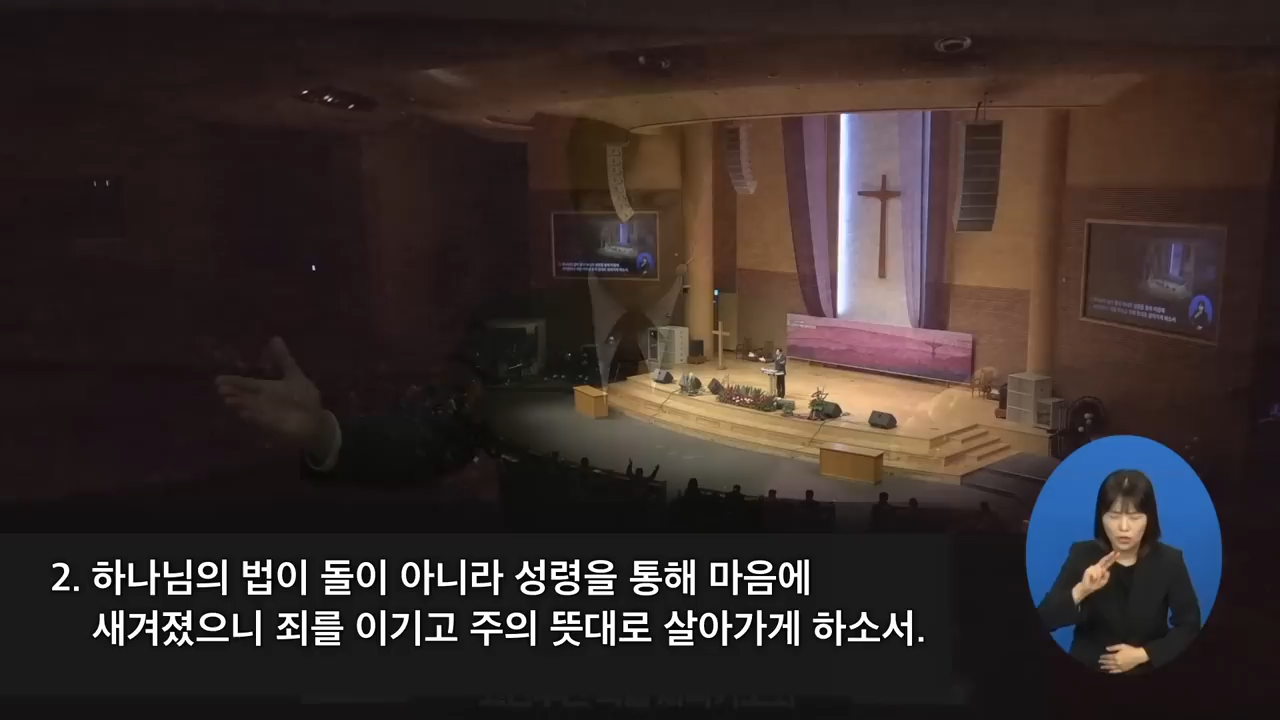 2. 하나님의 법이 돌이 아니라 성령을 통해 마음에
새겨졌으니 죄를 이기고 주의 뜻대로 살아가게 하소서.